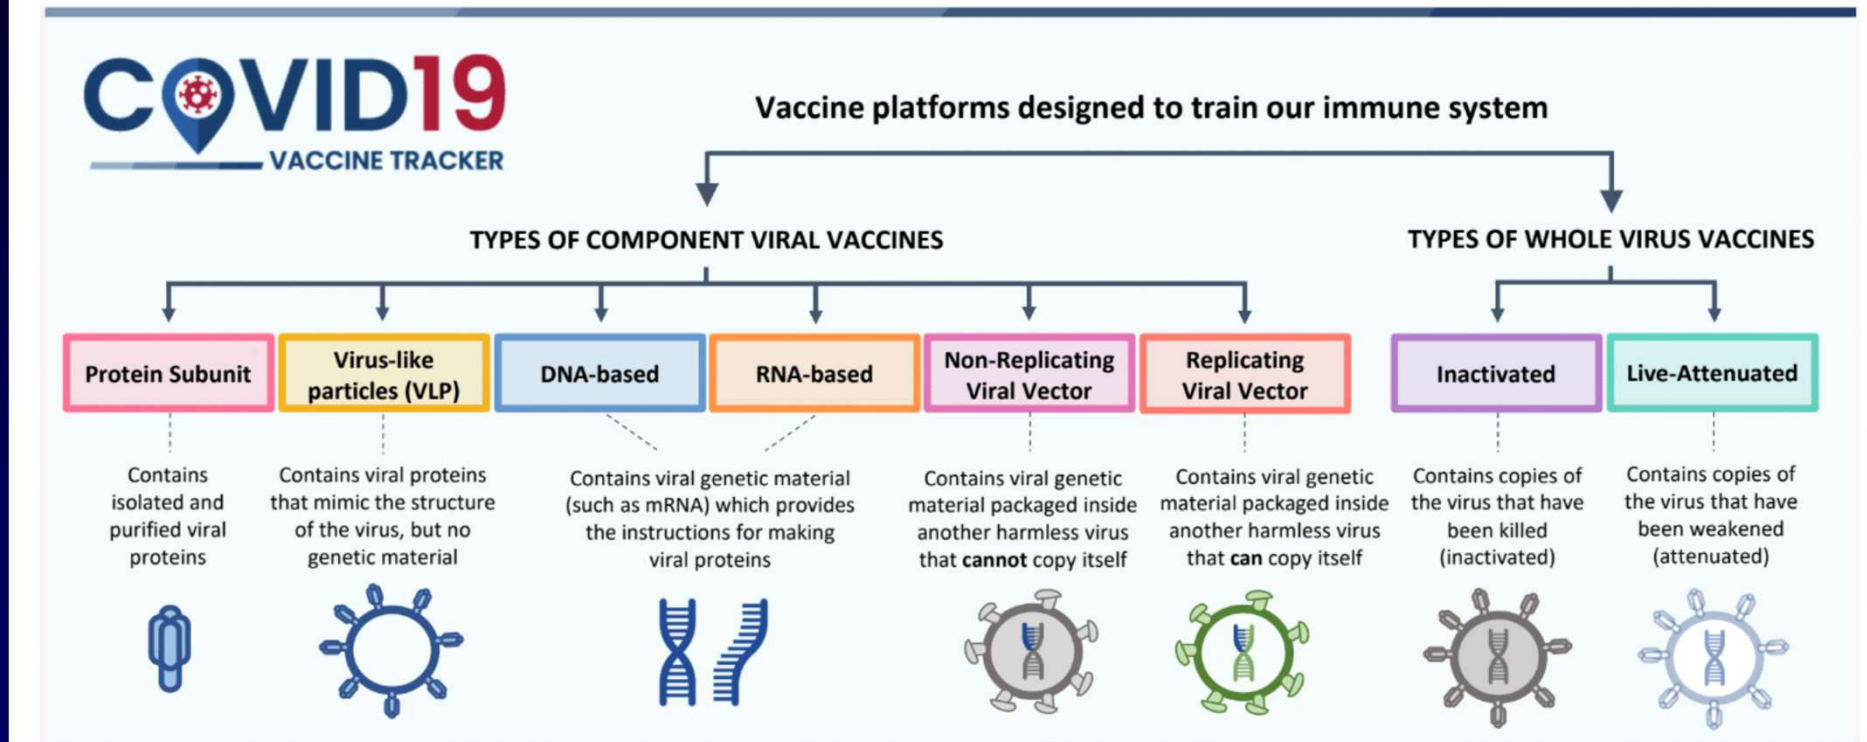 COVID19
VACCINE TRACKER
Vaccine platforms designed to train our immune system
TYPES OF COMPONENT VIRAL VACCINES
TYPES OF WHOLE VIRUS VACCINES
Protein Subunit
Virus-like
particles (VLP)
DNA-based
RNA-based
Non-Replicating
Viral Vector
Replicating
Viral Vector
Inactivated
Live-Attenuated
Contains
isolated and
purified viral
proteins
Contains viral proteins
that mimic the structure
of the virus, but no
genetic material
Contains viral genetic material
(such as mRNA) which provides
the instructions for making
viral proteins
Contains viral genetic
material packaged inside
another harmless virus
that cannot copy itself
Contains viral genetic
material packaged inside
another harmless virus
that can copy itself
Contains copies of
the virus that have
been killed
(inactivated)
Contains copies of
the virus that have
been weakened
(attenuated)